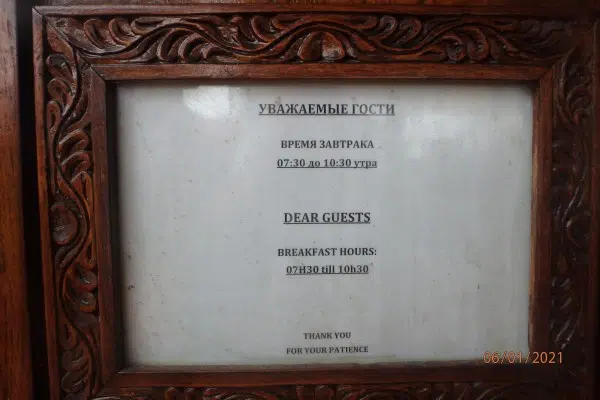 УВАЖАЕМЫЕ ГОСТИ
ВРЕМЯ ЗАВТРАКА
07:30 до 10:30 утра
DEAR GUESTS
BREAKFAST HOURS:
07H30 till 10h30
THANK YOU
FOR YOUR PATIENCE
06/01/2021